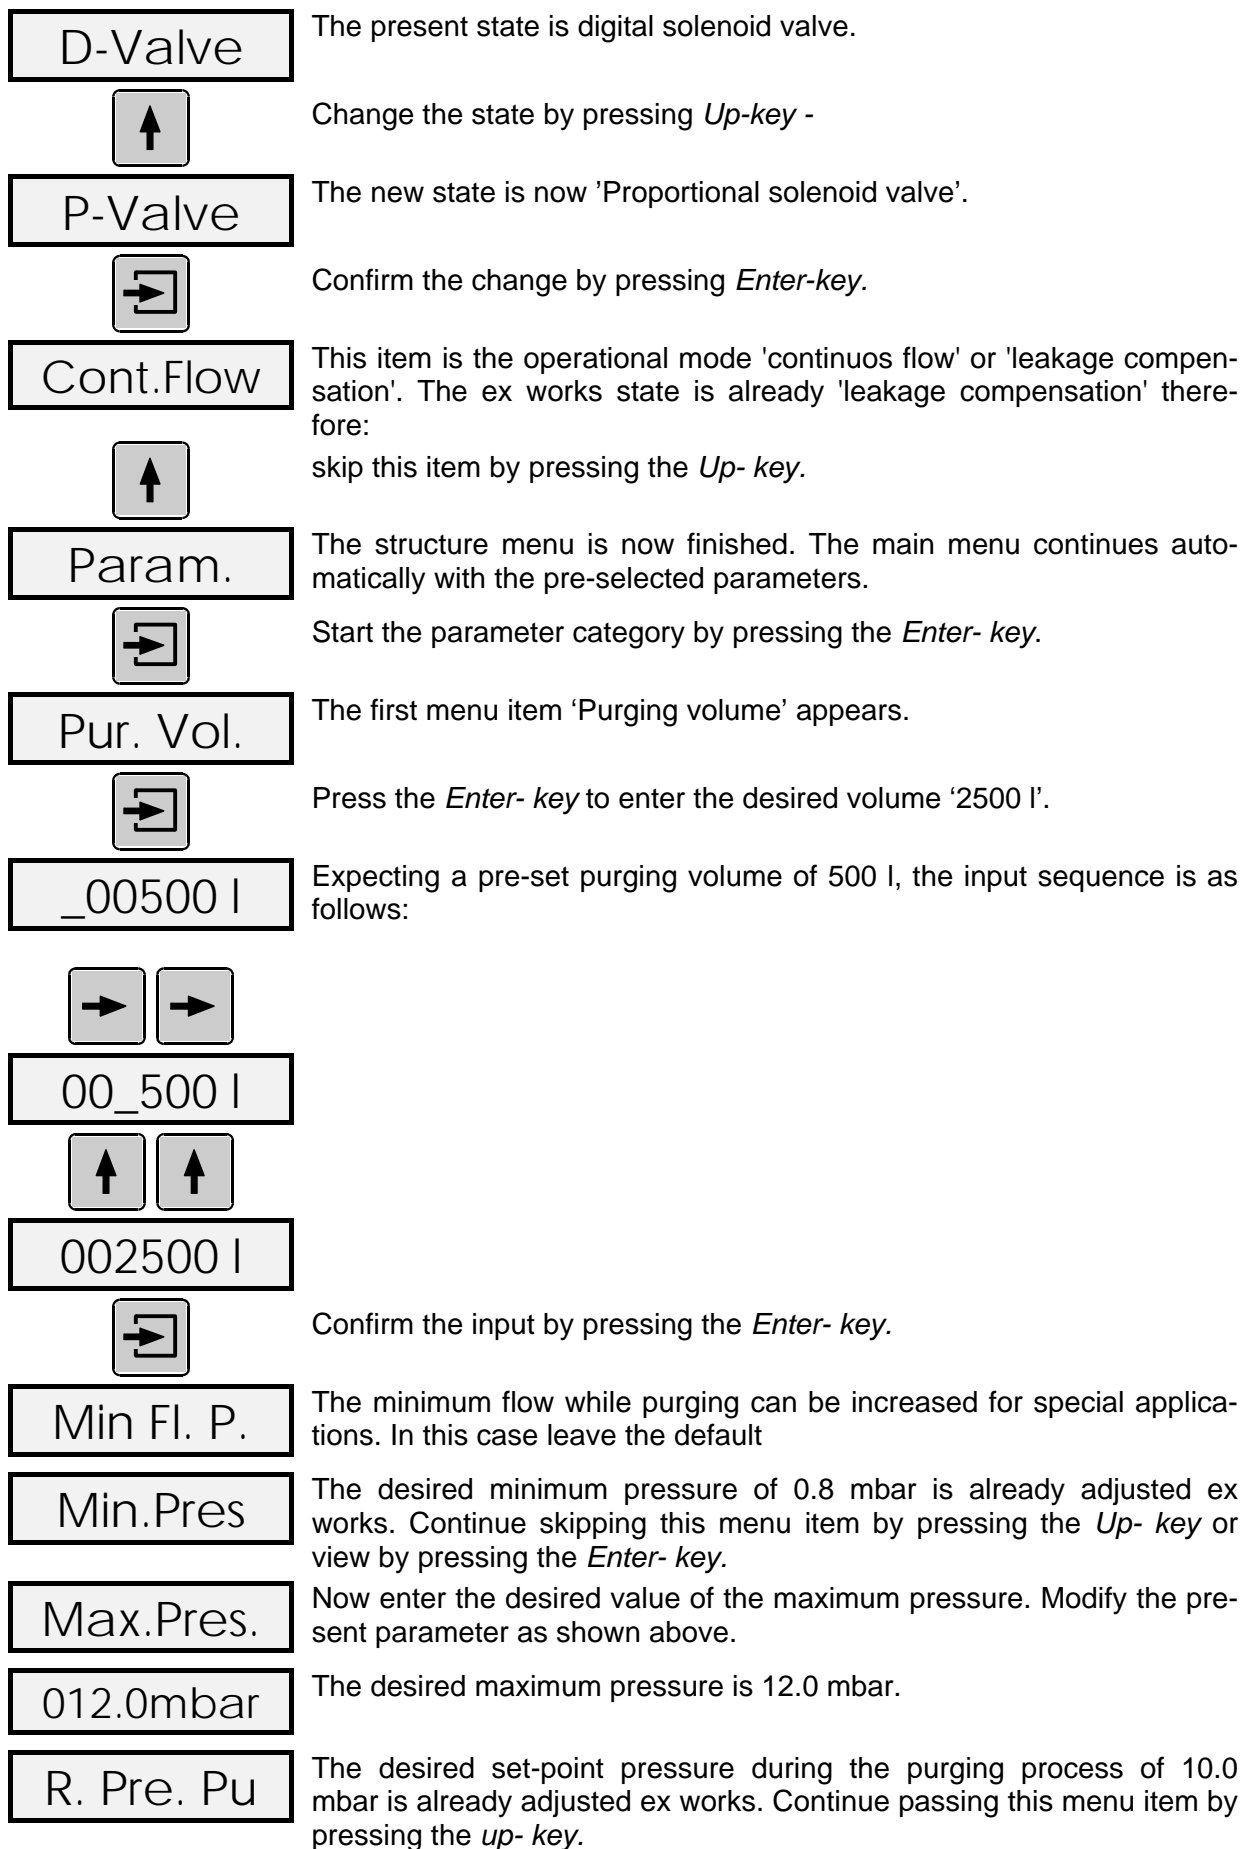 D-Valve
The present state is digital solenoid valve.
Change the state by pressing Up-key -
P-Valve
The new state is now ’Proportional solenoid valve’.
Confirm the change by pressing Enter-key.
Cont.Flow
This item is the operational mode 'continuos flow' or 'leakage compen-
sation'. The ex works state is already 'leakage compensation' there-
fore:
skip this item by pressing the Up- key.
Param.
The structure menu is now finished. The main menu continues auto-
matically with the pre-selected parameters.
Start the parameter category by pressing the Enter- key.
Pur. Vol.
The first menu item ‘Purging volume’ appears.
Press the Enter- key to enter the desired volume ‘2500 l’.
_00500 l
Expecting a pre-set purging volume of 500 l, the input sequence is as
follows:
00_500 l
002500 l
Confirm the input by pressing the Enter- key.
Min Fl. P.
The minimum flow while purging can be increased for special applica-
tions. In this case leave the default
Min.Pres
The desired minimum pressure of 0.8 mbar is already adjusted ex
works. Continue skipping this menu item by pressing the Up- key or
view by pressing the Enter- key.
Max.Pres.
Now enter the desired value of the maximum pressure. Modify the pre-
sent parameter as shown above.
012.0mbar
The desired maximum pressure is 12.0 mbar.
R. Pre. Pu
The desired set-point pressure during the purging process of 10.0
mbar is already adjusted ex works. Continue passing this menu item by
pressing the up- key.